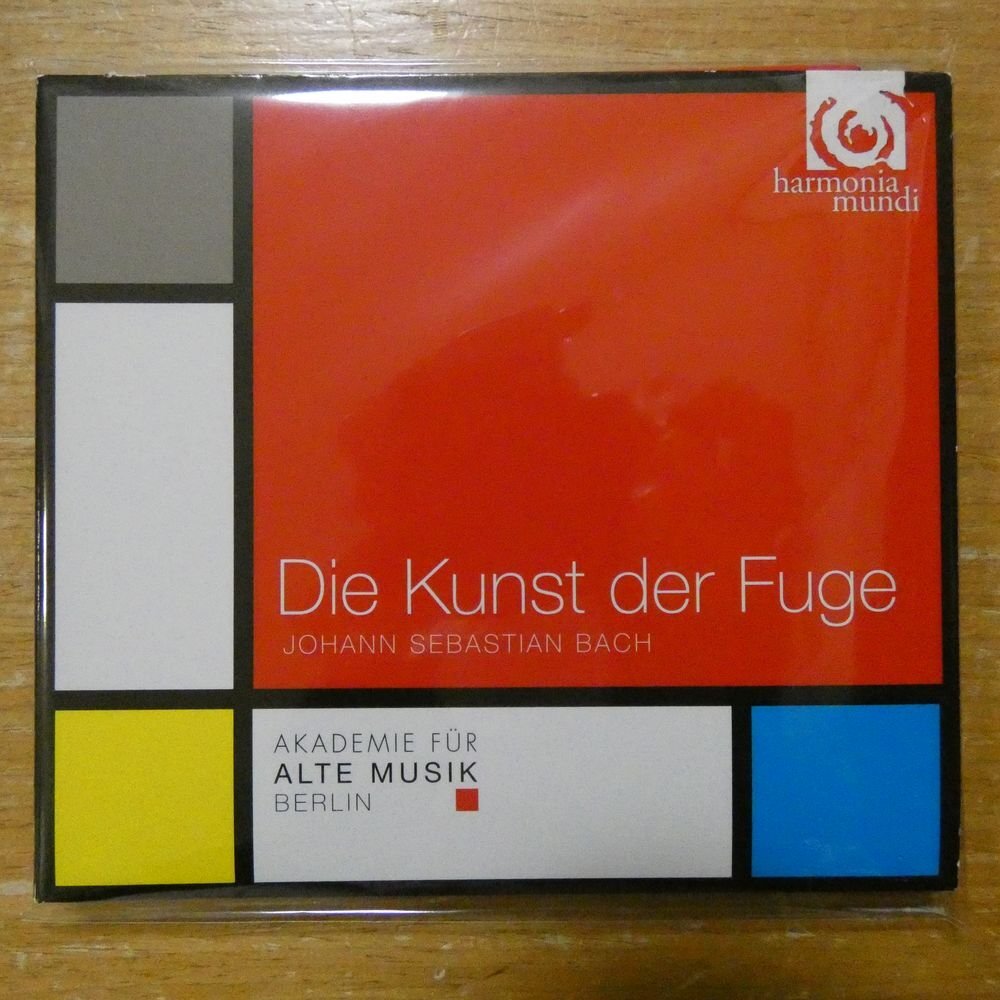 harmonia
mundi
Die Kunst der Fuge
JOHANN SEBASTIAN BACH
AKADEMIE FÜR
ALTE MUSIK
BERLIN